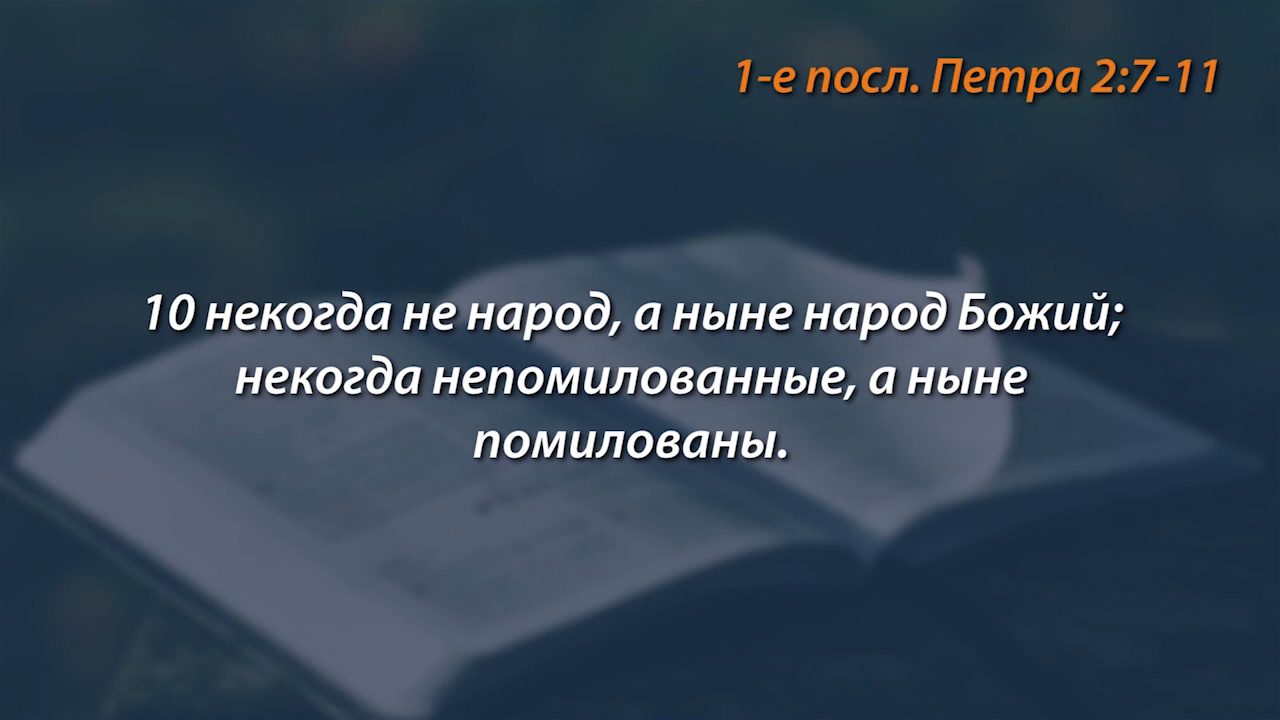 1-е посл. Петра 2:7-11
10 некогда не народ, а ныне народ Божий;
некогда непомилованные, а ныне
помилованы.